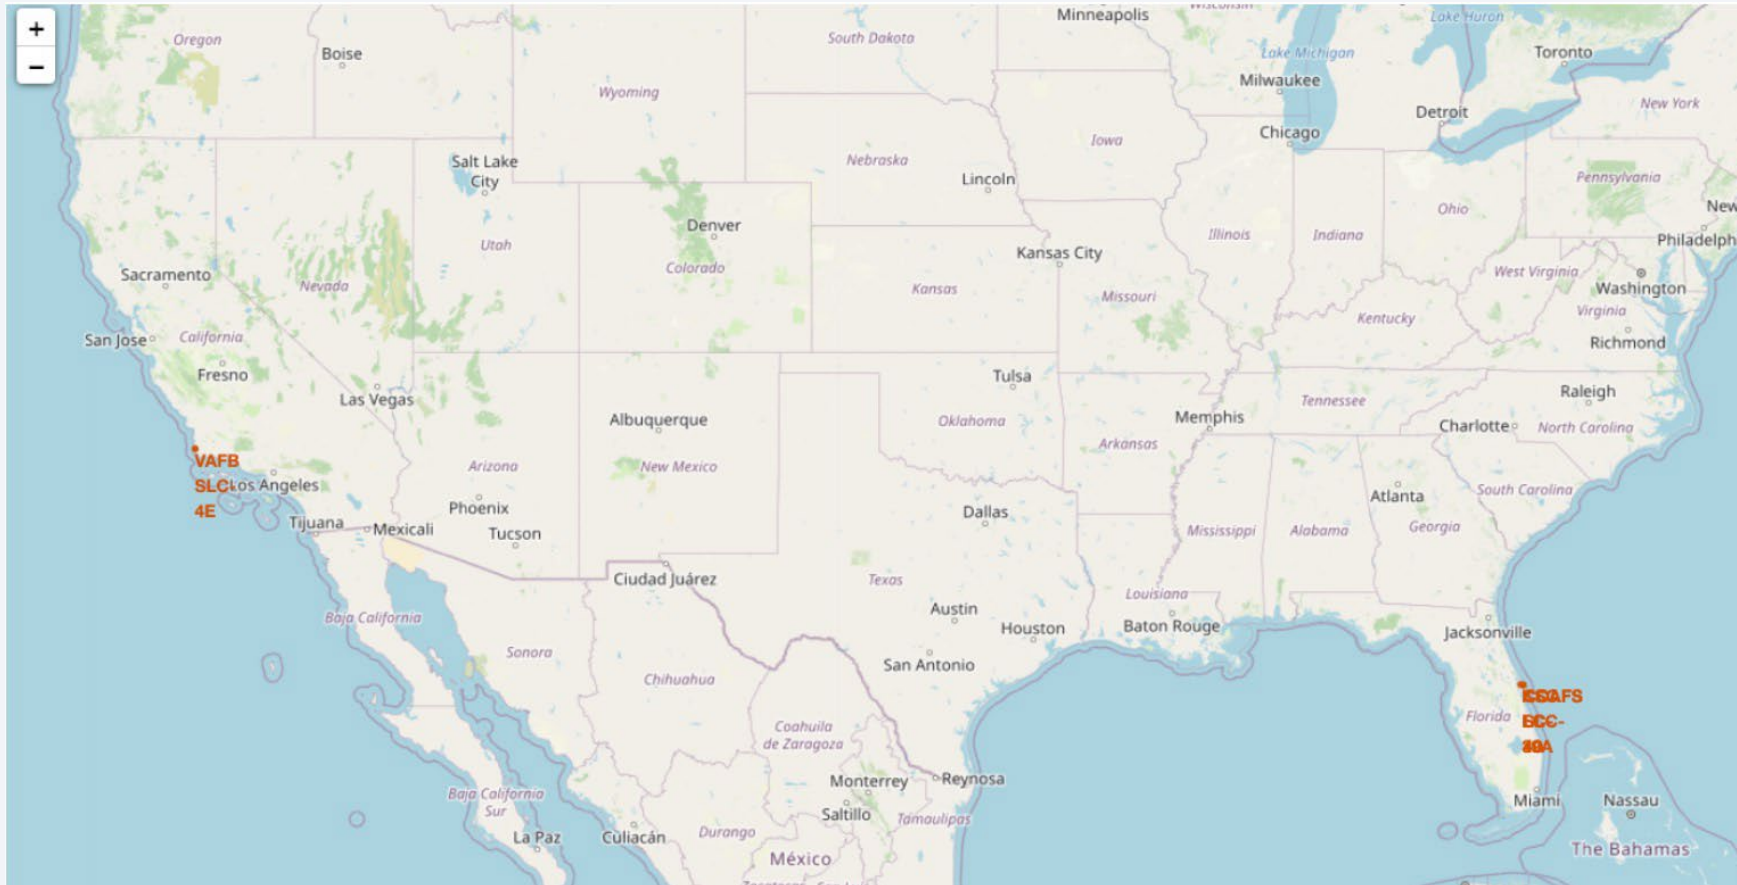 +
−
Minneapolis
Wisconsin
Lake Huron
Oregon
Boise
South Dakota
Lake Michigan
Toronto
Milwaukee
Wyoming
Detroit
New York
Chicago
Iowa
Nebraska
Salt Lake
City
Lincoln
Pennsylvania
Ohio
New
Denver
Philadelph
Utah
Illinois
Indiana
Kansas City
Colorado
Sacramento
West Virginia
Nevada
Kansas
Missouri
Washington
Virginia
Kentucky
San Jose
California
Richmond
Fresno
Tulsa
Raleigh
Las Vegas
Tennessee
Albuquerque
Oklahoma
Memphis
Charlotte
North Carolina
Arkansas
VAFB
SLC-
4E
Los Angeles
Arizona
New Mexico
South Carolina
Atlanta
Phoenix
Dallas
Tijuana
Mexicali
Tucson
Mississippi
Alabama
Georgia
Ciudad Juárez
Texas
Louisiana
Austin
Baja California
Houston
Baton Rouge
Jacksonville
Sonora
San Antonio
Chihuahua
Florida
Coahuila
de Zaragoza
Monterrey
Reynosa
Baja California
Sur
Miami
Nassau
Saltillo
Tamaulipas
La Paz
Culiacán
Durango
The Bahamas
México